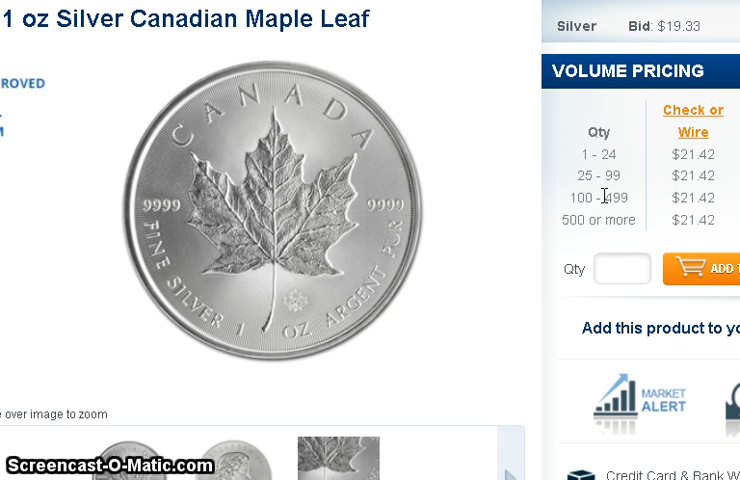 1 oz Silver Canadian Maple Leaf
ROVED
CANADA
9999 9999
FINE SILVER 1 OZ ARGENT PUR
over image to zoom
Silver Bid: $19.33
VOLUME PRICING
Qty Check or Wire
1 - 24 $21.42
25 - 99 $21.42
100 - 499 $21.42
500 or more $21.42
Qty ADD
Add this product to yo
MARKET
ALERT
Credit Card & Bank W
Screencast-O-Matic.com